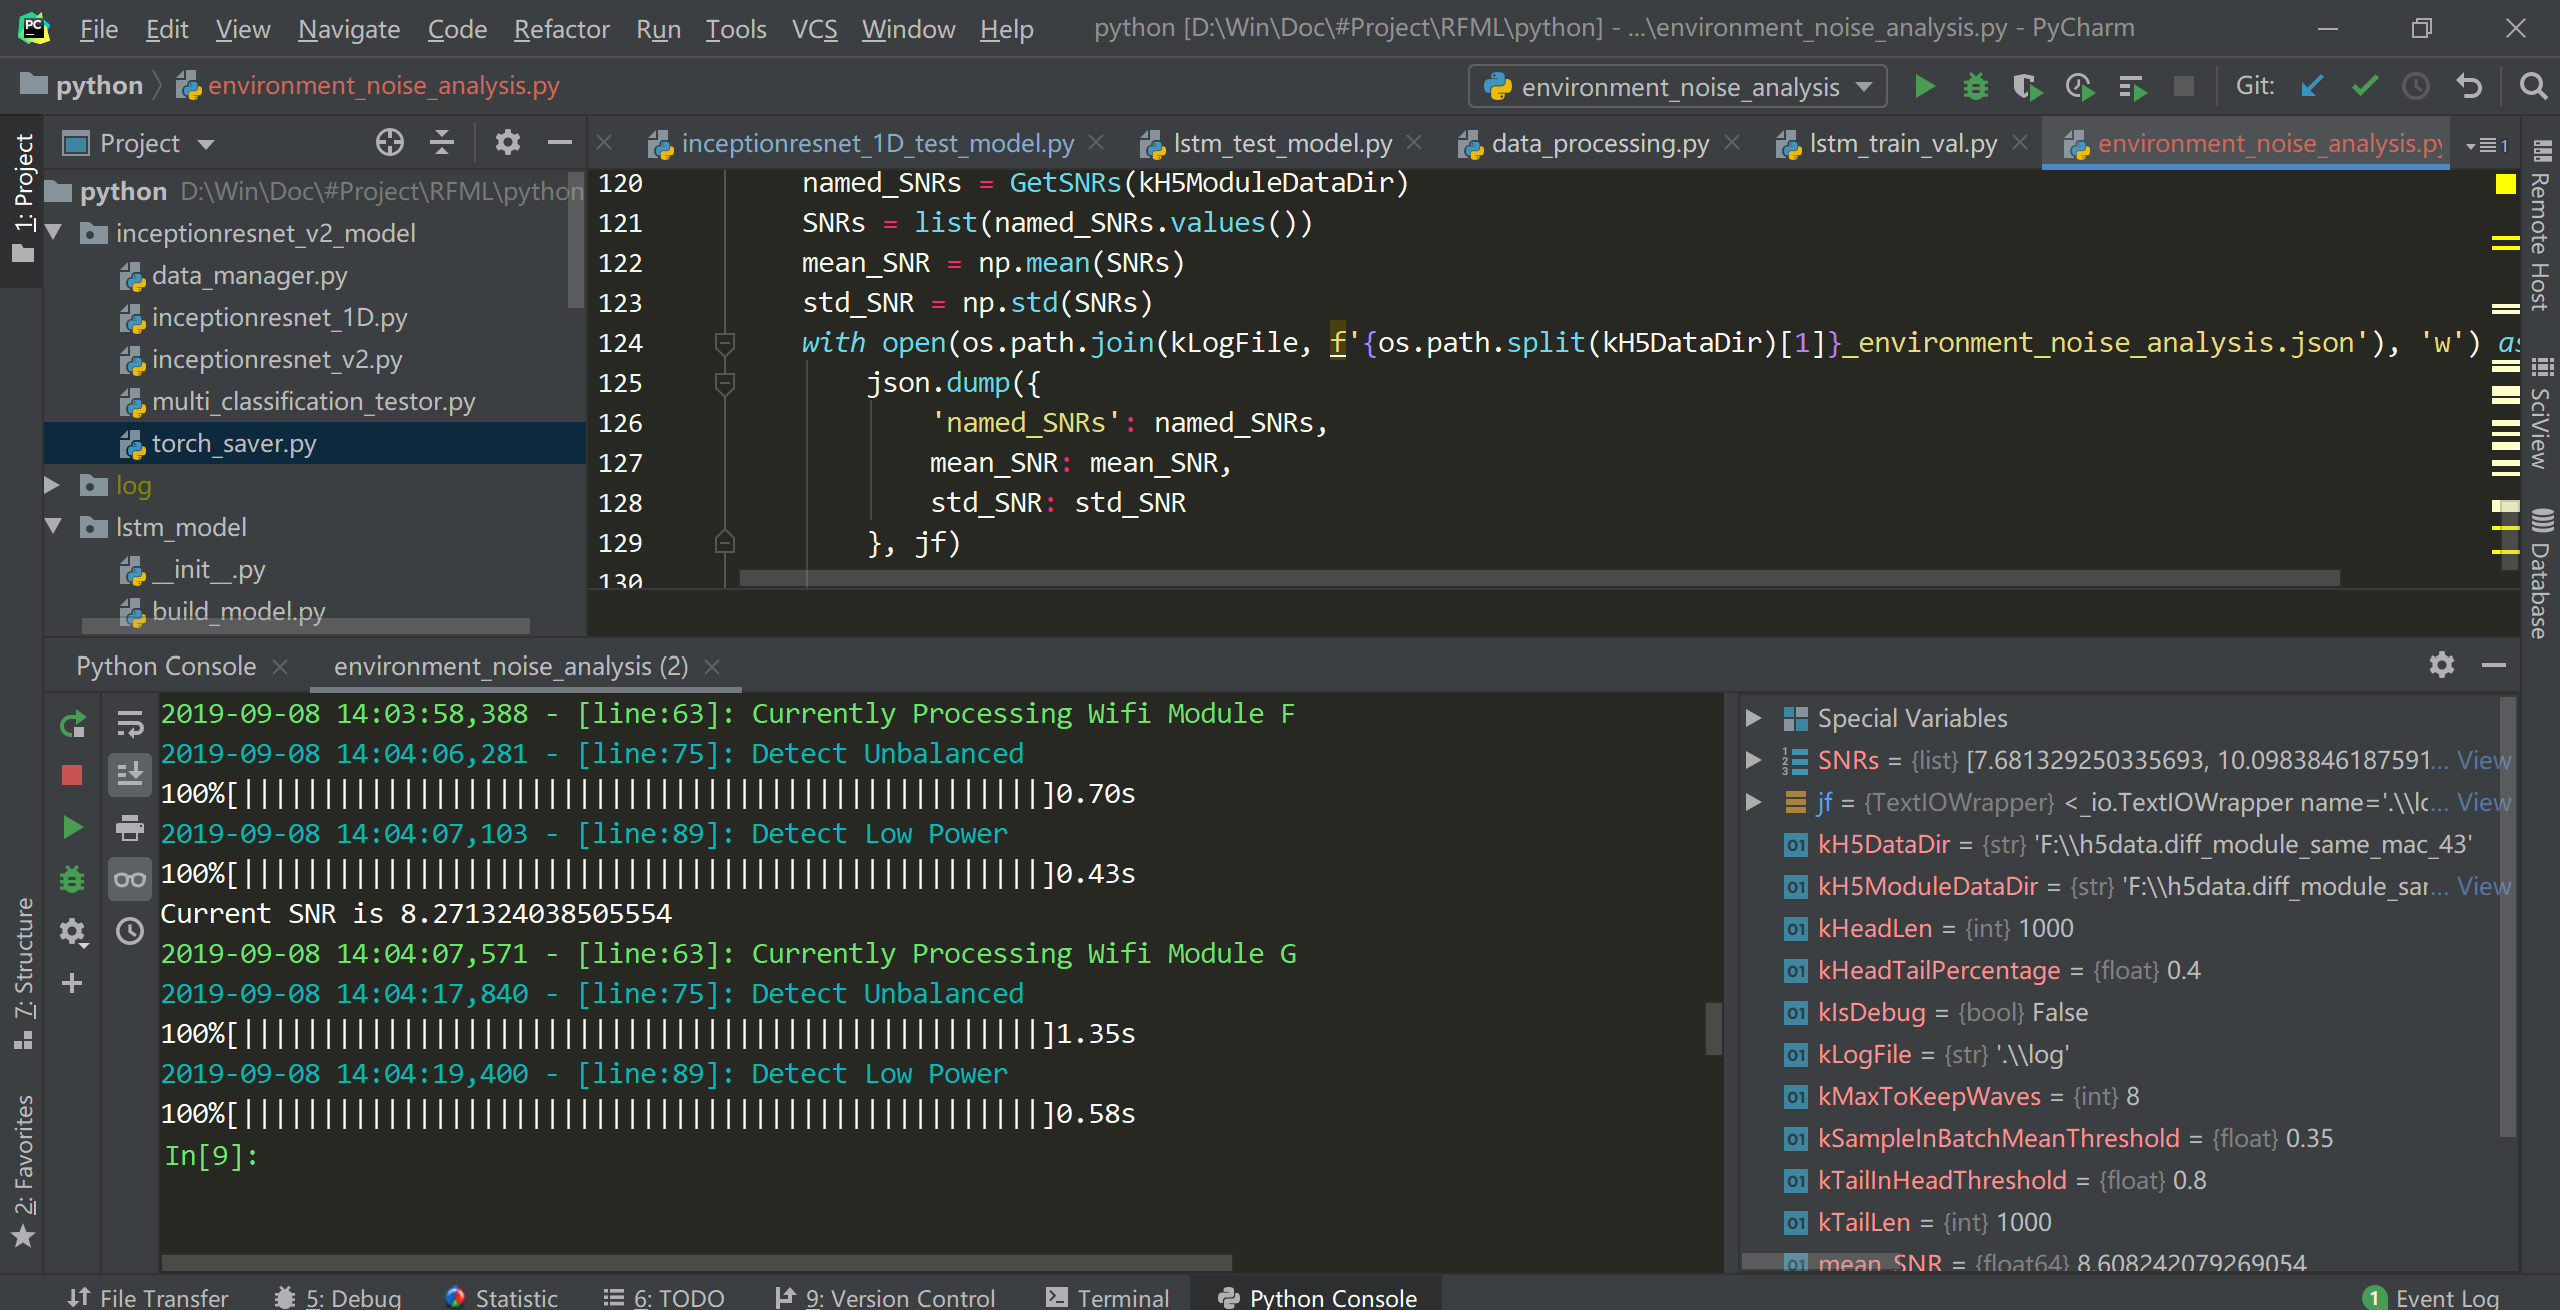 PC File Edit View Navigate Code Refactor Run Tools VCS Window Help python [D:\Win\Doc\#Project\RFML\python] - ...\environment_noise_analysis.py - PyCharm
python environment_noise_analysis.py environment_noise_analysis Git:
1: Project
Project
inceptionresnet_1D_test_model.py lstm_test_model.py data_processing.py lstm_train_val.py environment_noise_analysis.py 1
python D:\Win\Doc\#Project\RFML\python
inceptionresnet_v2_model
data_manager.py
inceptionresnet_1D.py
inceptionresnet_v2.py
multi_classification_testor.py
torch_saver.py
log
lstm_model
__init__.py
build_model.py
120 named_SNRs = GetSNRs(kH5ModuleDataDir)
121 SNRs = list(named_SNRs.values())
122 mean_SNR = np.mean(SNRs)
123 std_SNR = np.std(SNRs)
124 with open(os.path.join(kLogFile, f'{os.path.split(kH5DataDir)[1]}_environment_noise_analysis.json'), 'w') as
125 json.dump({
126 'named_SNRs': named_SNRs,
127 mean_SNR: mean_SNR,
128 std_SNR: std_SNR
129 }, jf)
130
Remote Host
SciView
Database
Python Console environment_noise_analysis (2)
2019-09-08 14:03:58,388 - [line:63]: Currently Processing Wifi Module F
2019-09-08 14:04:06,281 - [line:75]: Detect Unbalanced
100%[||||||||||||||||||||||||||||||||||||||||||||||||||]0.70s
2019-09-08 14:04:07,103 - [line:89]: Detect Low Power
100%[||||||||||||||||||||||||||||||||||||||||||||||||||]0.43s
Current SNR is 8.271324038505554
2019-09-08 14:04:07,571 - [line:63]: Currently Processing Wifi Module G
2019-09-08 14:04:17,840 - [line:75]: Detect Unbalanced
100%[||||||||||||||||||||||||||||||||||||||||||||||||||]1.35s
2019-09-08 14:04:19,400 - [line:89]: Detect Low Power
100%[||||||||||||||||||||||||||||||||||||||||||||||||||]0.58s
In[9]:
Special Variables
SNRs = {list} [7.681329250335693, 10.0983846187591... View
jf = {TextIOWrapper} <_io.TextIOWrapper name='.\\lc... View
kH5DataDir = {str} 'F:\\h5data.diff_module_same_mac_43'
kH5ModuleDataDir = {str} 'F:\\h5data.diff_module_sar... View
kHeadLen = {int} 1000
kHeadTailPercentage = {float} 0.4
kIsDebug = {bool} False
kLogFile = {str} '.\\log'
kMaxToKeepWaves = {int} 8
kSampleInBatchMeanThreshold = {float} 0.35
kTailInHeadThreshold = {float} 0.8
kTailLen = {int} 1000
mean_SNR = {float64} 8.608242079269054
7: Structure
2: Favorites
File Transfer 5: Debug Statistic 6: TODO 9: Version Control Terminal Python Console 1 Event Log